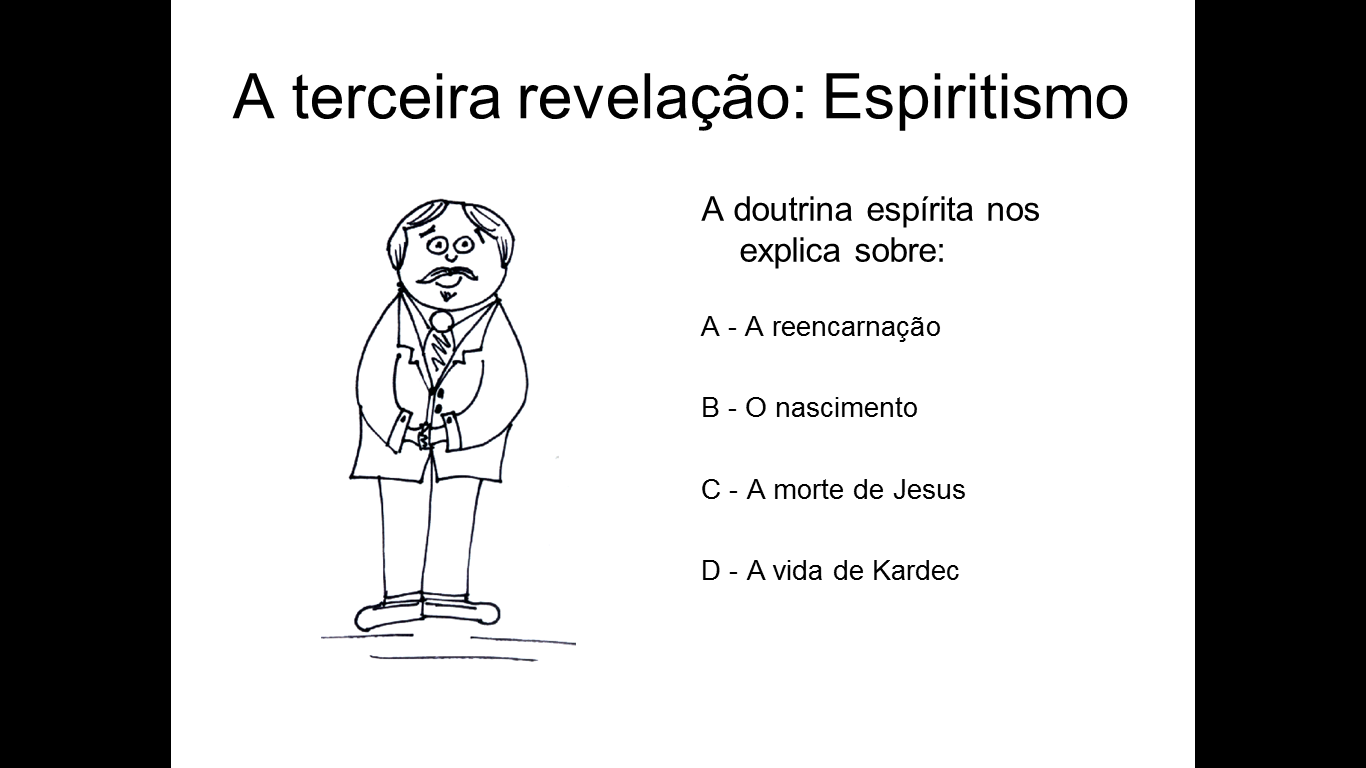 A terceira revelação: Espiritismo
A doutrina espírita nos
explica sobre:
A - A reencarnação
B - O nascimento
C - A morte de Jesus
D - A vida de Kardec